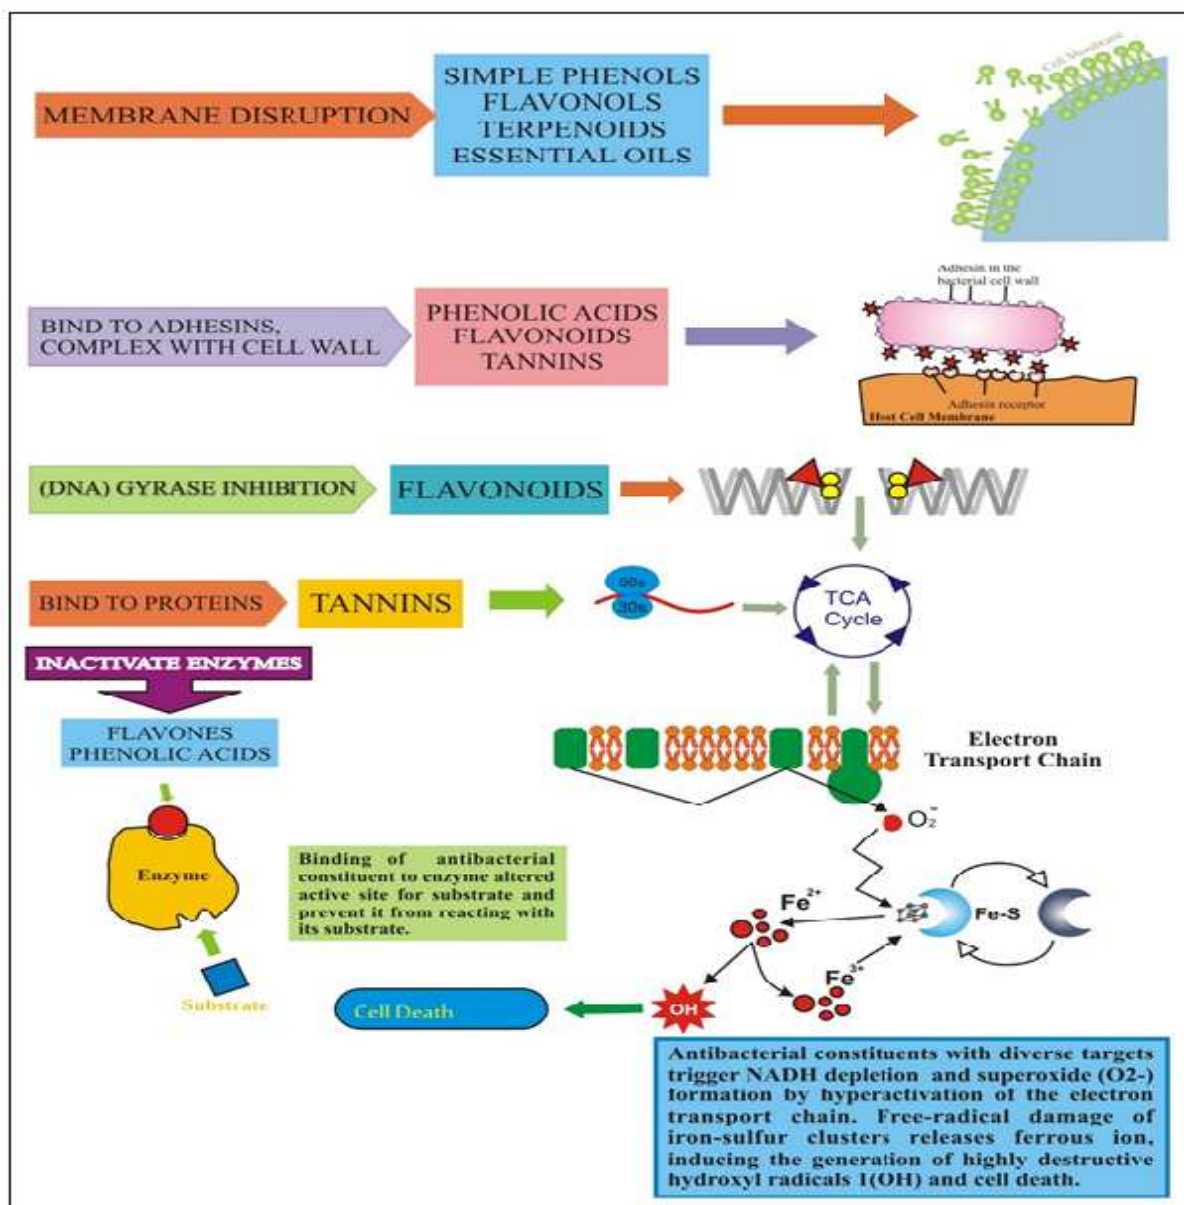 MEMBRANE DISRUPTION
SIMPLE PHENOLS
FLAVONOLS
TERPENOIDS
ESSENTIAL OILS
Cell Membrane
BIND TO ADHESINS,
COMPLEX WITH CELL WALL
PHENOLIC ACIDS
FLAVONOIDS
TANNINS
Adhesin in the
bacterial cell wall
Adhesin receptor
Host Cell Membrane
(DNA) GYRASE INHIBITION
FLAVONOIDS
BIND TO PROTEINS
TANNINS
30s
TCA
Cycle
INACTIVATE ENZYMES
FLAVONES
PHENOLIC ACIDS
Electron
Transport Chain
O2-
Enzyme
Binding of antibacterial
constituent to enzyme altered
active site for substrate and
prevent it from reacting with
its substrate.
Fe2+
Fe-S
Fe3+
Substrate
Cell Death
OH
Antibacterial constituents with diverse targets
trigger NADH depletion and superoxide (O2-)
formation by hyperactivation of the electron
transport chain. Free-radical damage of
iron-sulfur clusters releases ferrous ion,
inducing the generation of highly destructive
hydroxyl radicals 1(OH) and cell death.